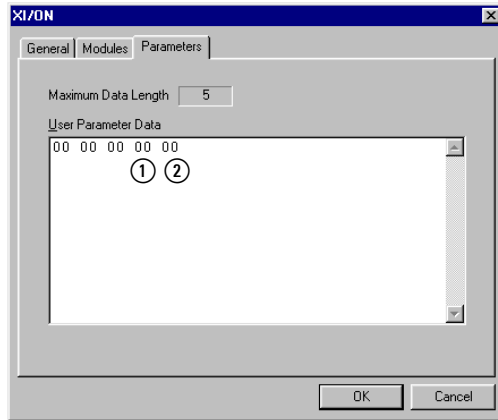 XI/ON
General Modules Parameters
Maximum Data Length 5
User Parameter Data
00 00 00 00 00
① ②
OK Cancel